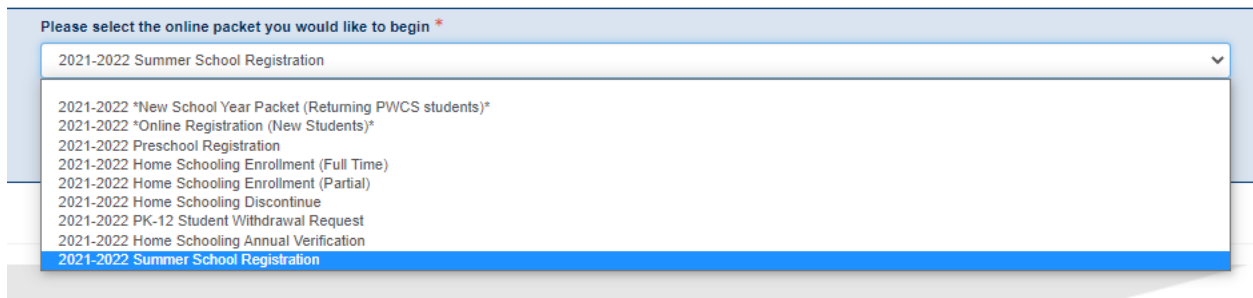 Please select the online packet you would like to begin *
2021-2022 Summer School Registration
2021-2022 *New School Year Packet (Returning PWCS students)*
2021-2022 *Online Registration (New Students)*
2021-2022 Preschool Registration
2021-2022 Home Schooling Enrollment (Full Time)
2021-2022 Home Schooling Enrollment (Partial)
2021-2022 Home Schooling Discontinue
2021-2022 PK-12 Student Withdrawal Request
2021-2022 Home Schooling Annual Verification
2021-2022 Summer School Registration